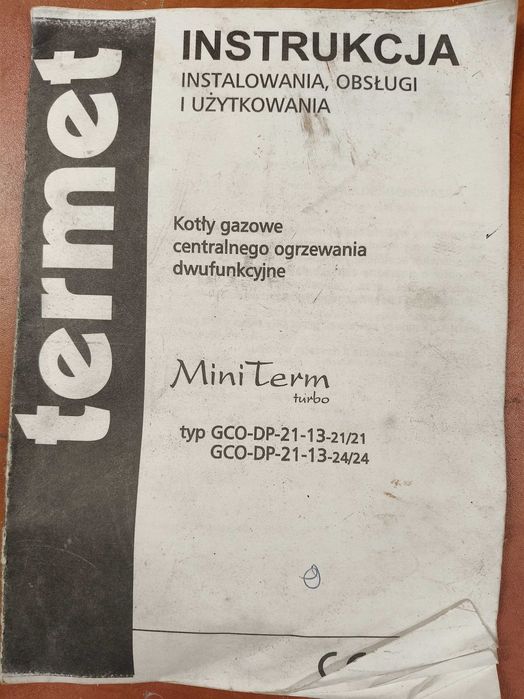 termet
INSTRUKCJA
INSTALOWANIA, OBSŁUGI
I UŻYTKOWANIA
Kotły gazowe
centralnego ogrzewania
dwufunkcyjne
MiniTerm
turbo
typ GCO-DP-21-13-21/21
GCO-DP-21-13-24/24